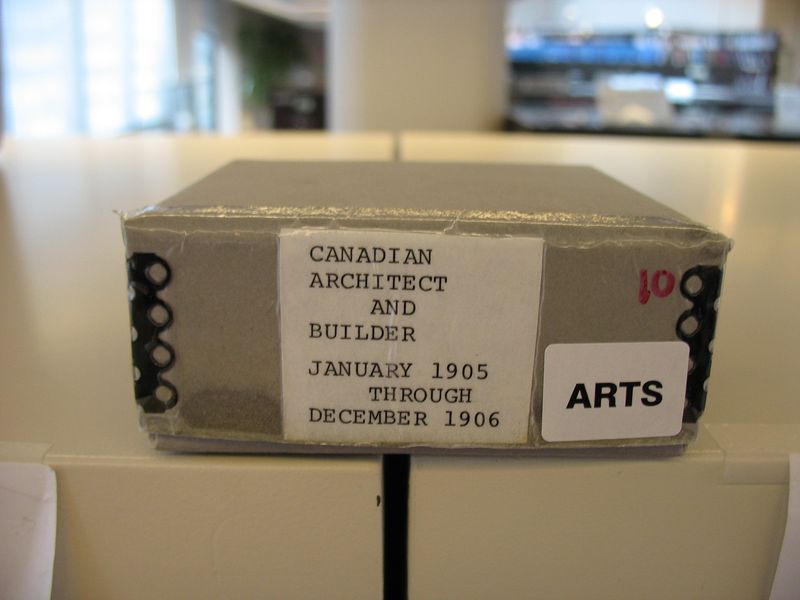 CANADIAN
ARCHITECT
AND
BUILDER
JANUARY 1905
THROUGH
DECEMBER 1906
10
ARTS